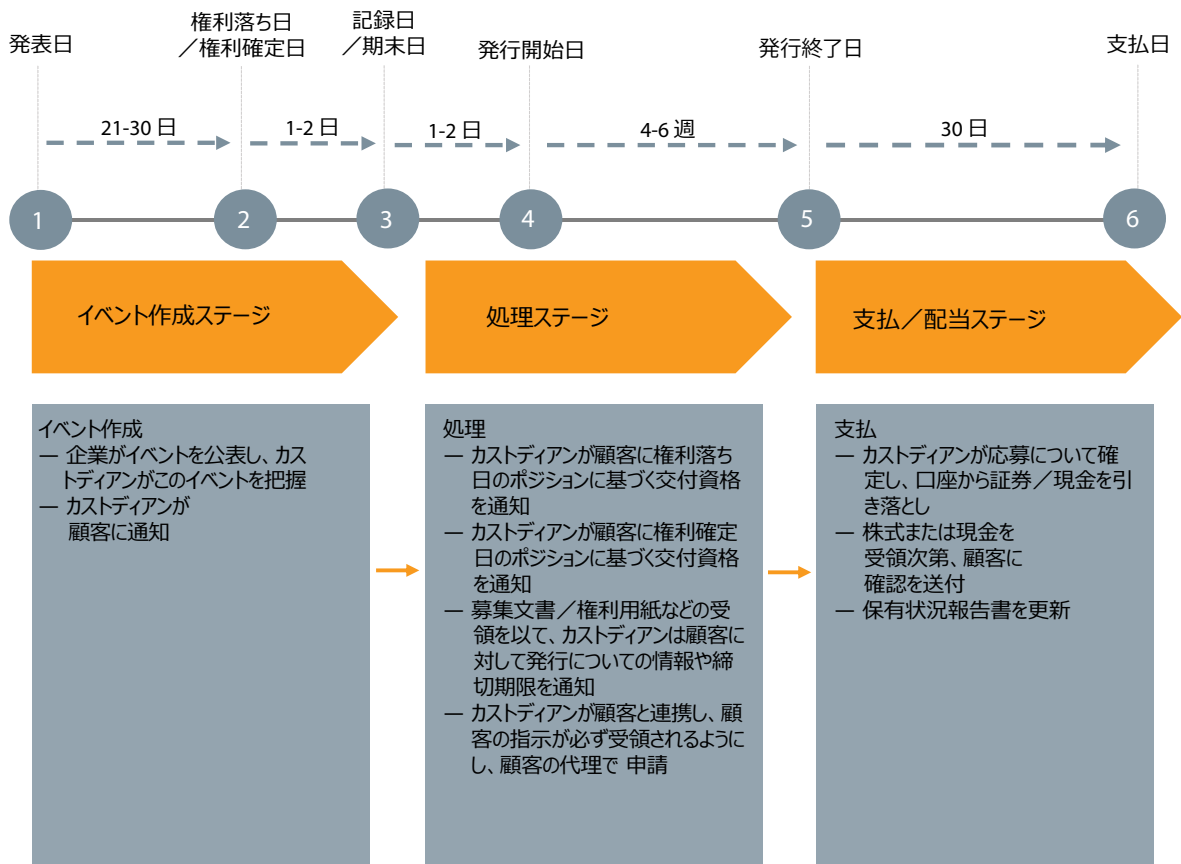 発表日
権利落ち日
／権利確定日
記録日
／期末日
発行開始日
発行終了日
支払日
21-30 日
1-2 日
1-2 日
4-6 週
30 日
1
2
3
4
5
6
イベント作成ステージ
処理ステージ
支払／配当ステージ
イベント作成
— 企業がイベントを公表し、カス
トディアンがこのイベントを把握
— カストディアンが
顧客に通知
処理
— カストディアンが顧客に権利落ち
日のポジションに基づく交付資格
を通知
— カストディアンが顧客に権利確定
日のポジションに基づく交付資格
を通知
— 募集文書／権利用紙などの受
領を以て、カストディアンは顧客に
対して発行についての情報や締
切期限を通知
— カストディアンが顧客と連携し、顧
客の指示が必ず受領されるように
し、顧客の代理で 申請
支払
— カストディアンが応募について確
定し、口座から証券／現金を引
き落とし
— 株式または現金を
受領次第、顧客に
確認を送付
— 保有状況報告書を更新